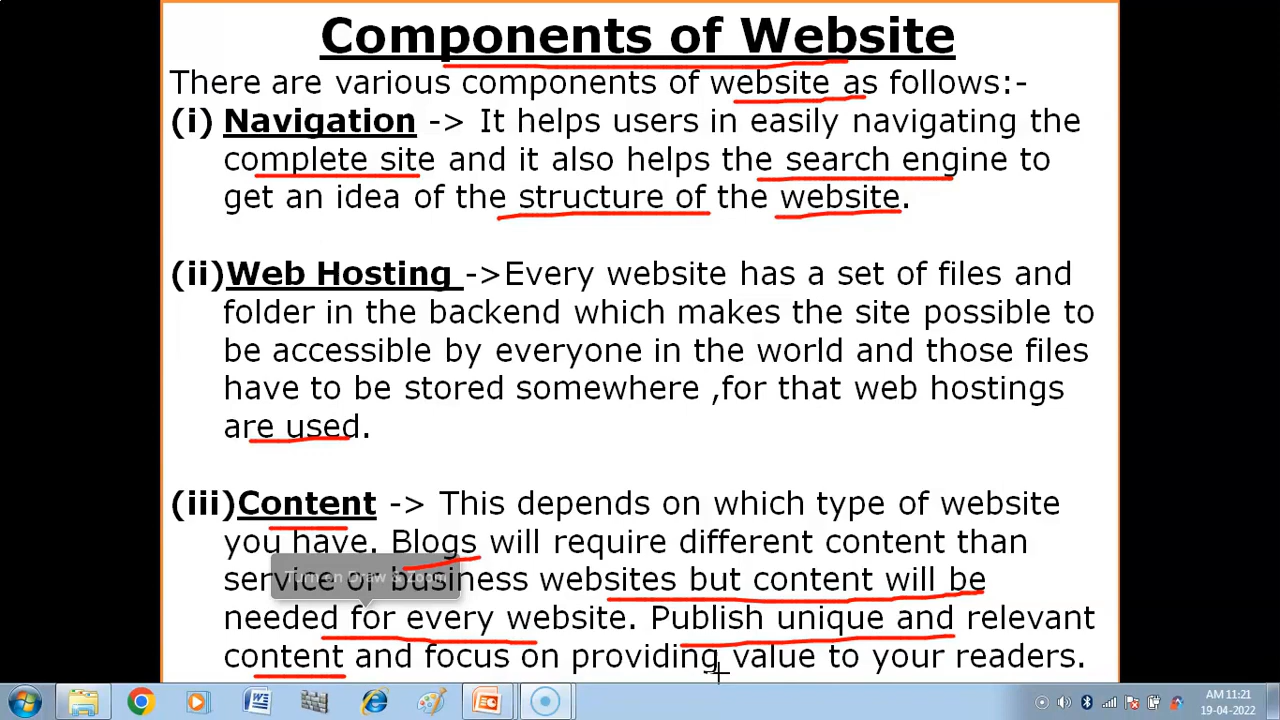 Components of Website
There are various components of website as follows:-
(i) Navigation -> It helps users in easily navigating the
complete site and it also helps the search engine to
get an idea of the structure of the website.
(ii)Web Hosting ->Every website has a set of files and
folder in the backend which makes the site possible to
be accessible by everyone in the world and those files
have to be stored somewhere ,for that web hostings
are used.
(iii)Content -> This depends on which type of website
you have. Blogs will require different content than
Turn on Draw & Zoom
service or business websites but content will be
needed for every website. Publish unique and relevant
content and focus on providing value to your readers.
AM 11:21
19-04-2022